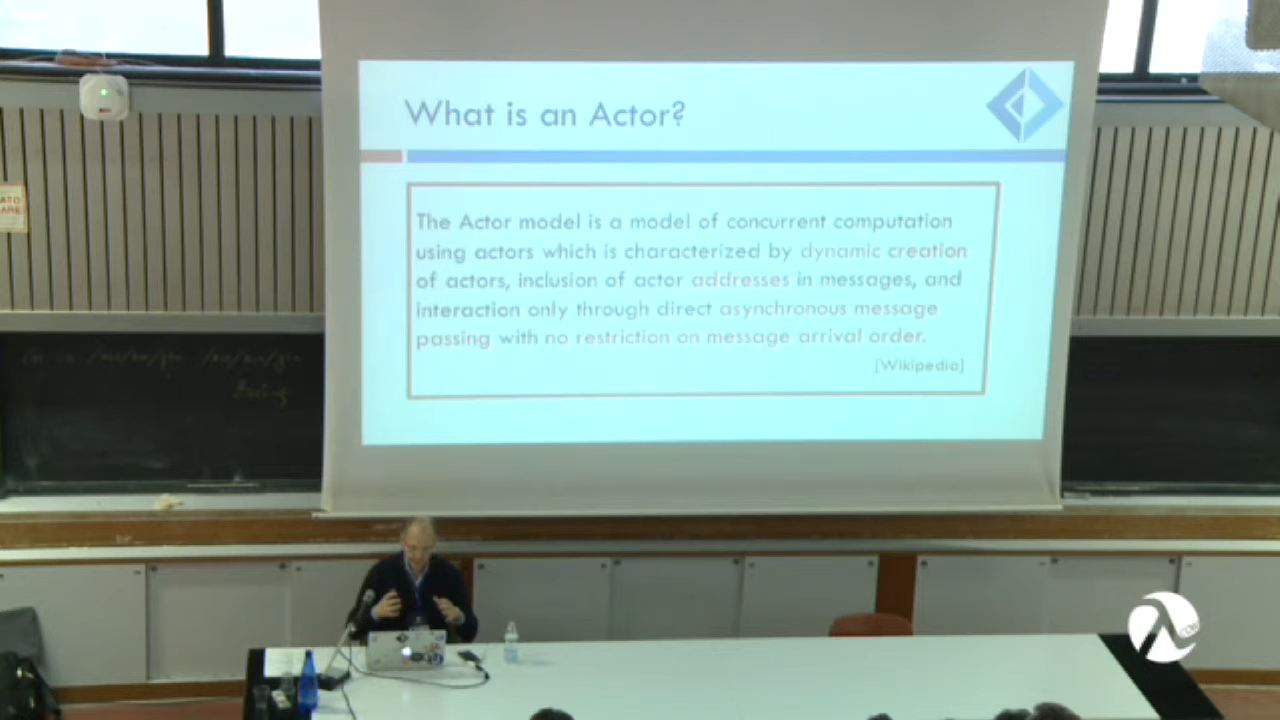 What is an Actor?
The Actor model is a model of concurrent computation
using actors which is characterized by dynamic creation
of actors, inclusion of actor addresses in messages, and
interaction only through direct asynchronous message
passing with no restriction on message arrival order.
[Wikipedia]